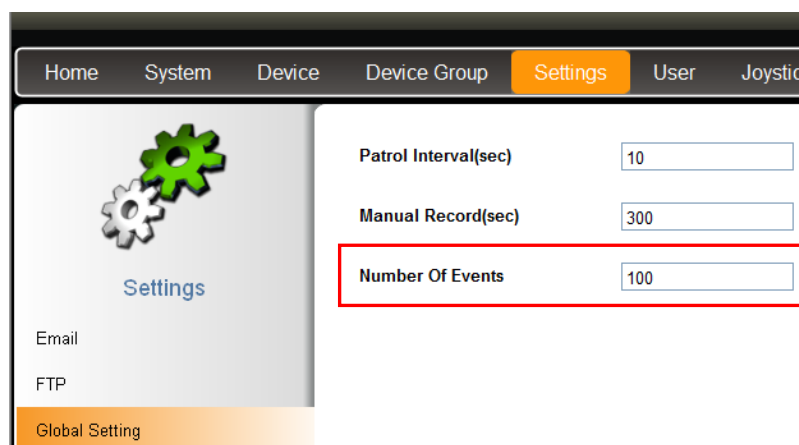 Home System Device Device Group Settings User Joystic
Patrol Interval(sec) 10
Manual Record(sec) 300
Number Of Events 100
Settings
Email
FTP
Global Setting